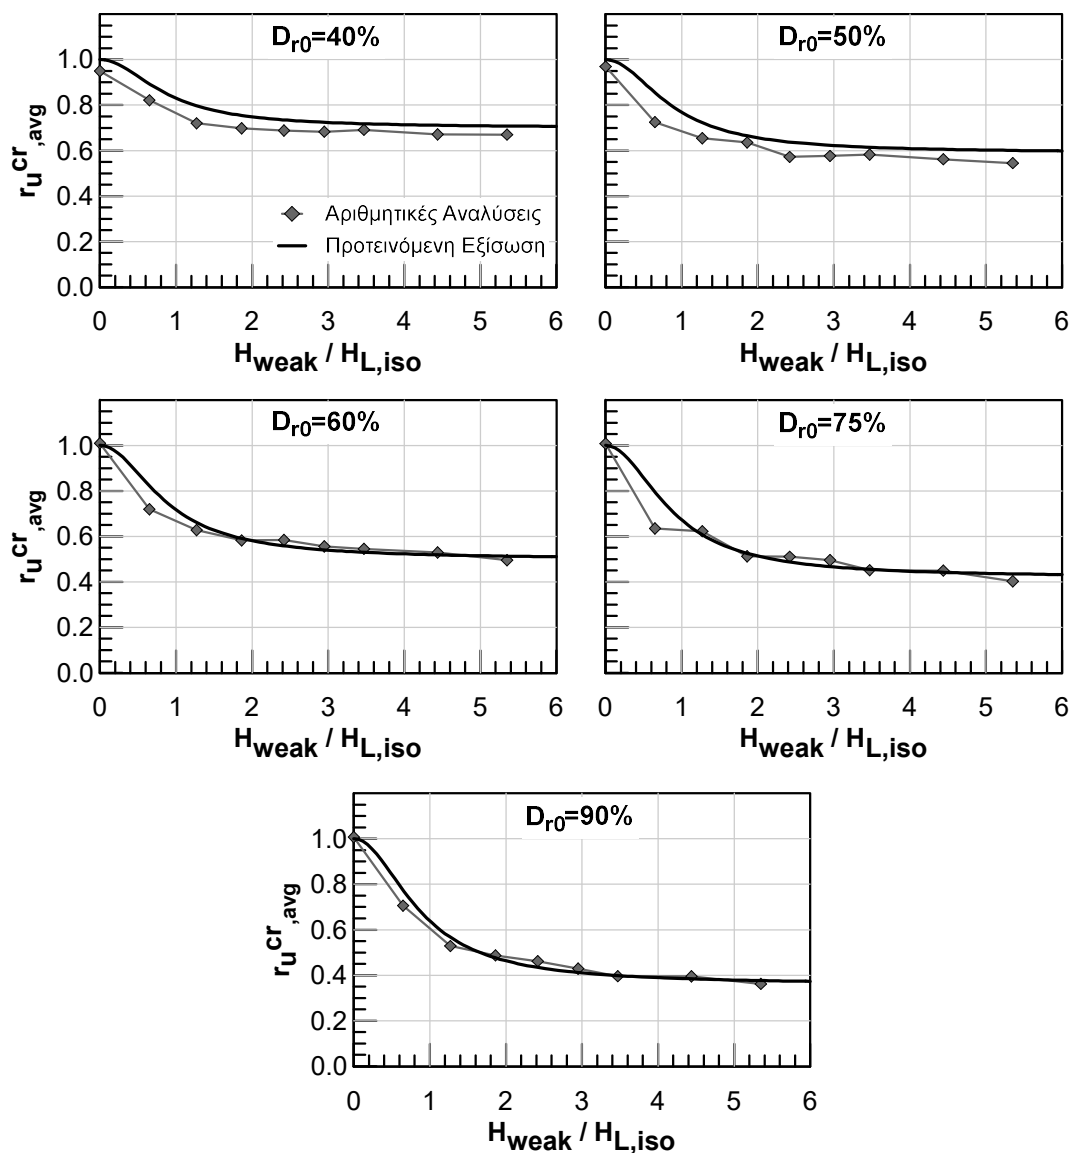 D_r0=40%
1.0
0.8
0.6
0.4
0.2
0.0
r_u^cr,avg
Αριθμητικές Αναλύσεις
Προτεινόμενη Εξίσωση
0 1 2 3 4 5 6
H_weak / H_L,iso
D_r0=50%
0 1 2 3 4 5 6
H_weak / H_L,iso
D_r0=60%
1.0
0.8
0.6
0.4
0.2
0.0
r_u^cr,avg
0 1 2 3 4 5 6
H_weak / H_L,iso
D_r0=75%
0 1 2 3 4 5 6
H_weak / H_L,iso
D_r0=90%
1.0
0.8
0.6
0.4
0.2
0.0
r_u^cr,avg
0 1 2 3 4 5 6
H_weak / H_L,iso